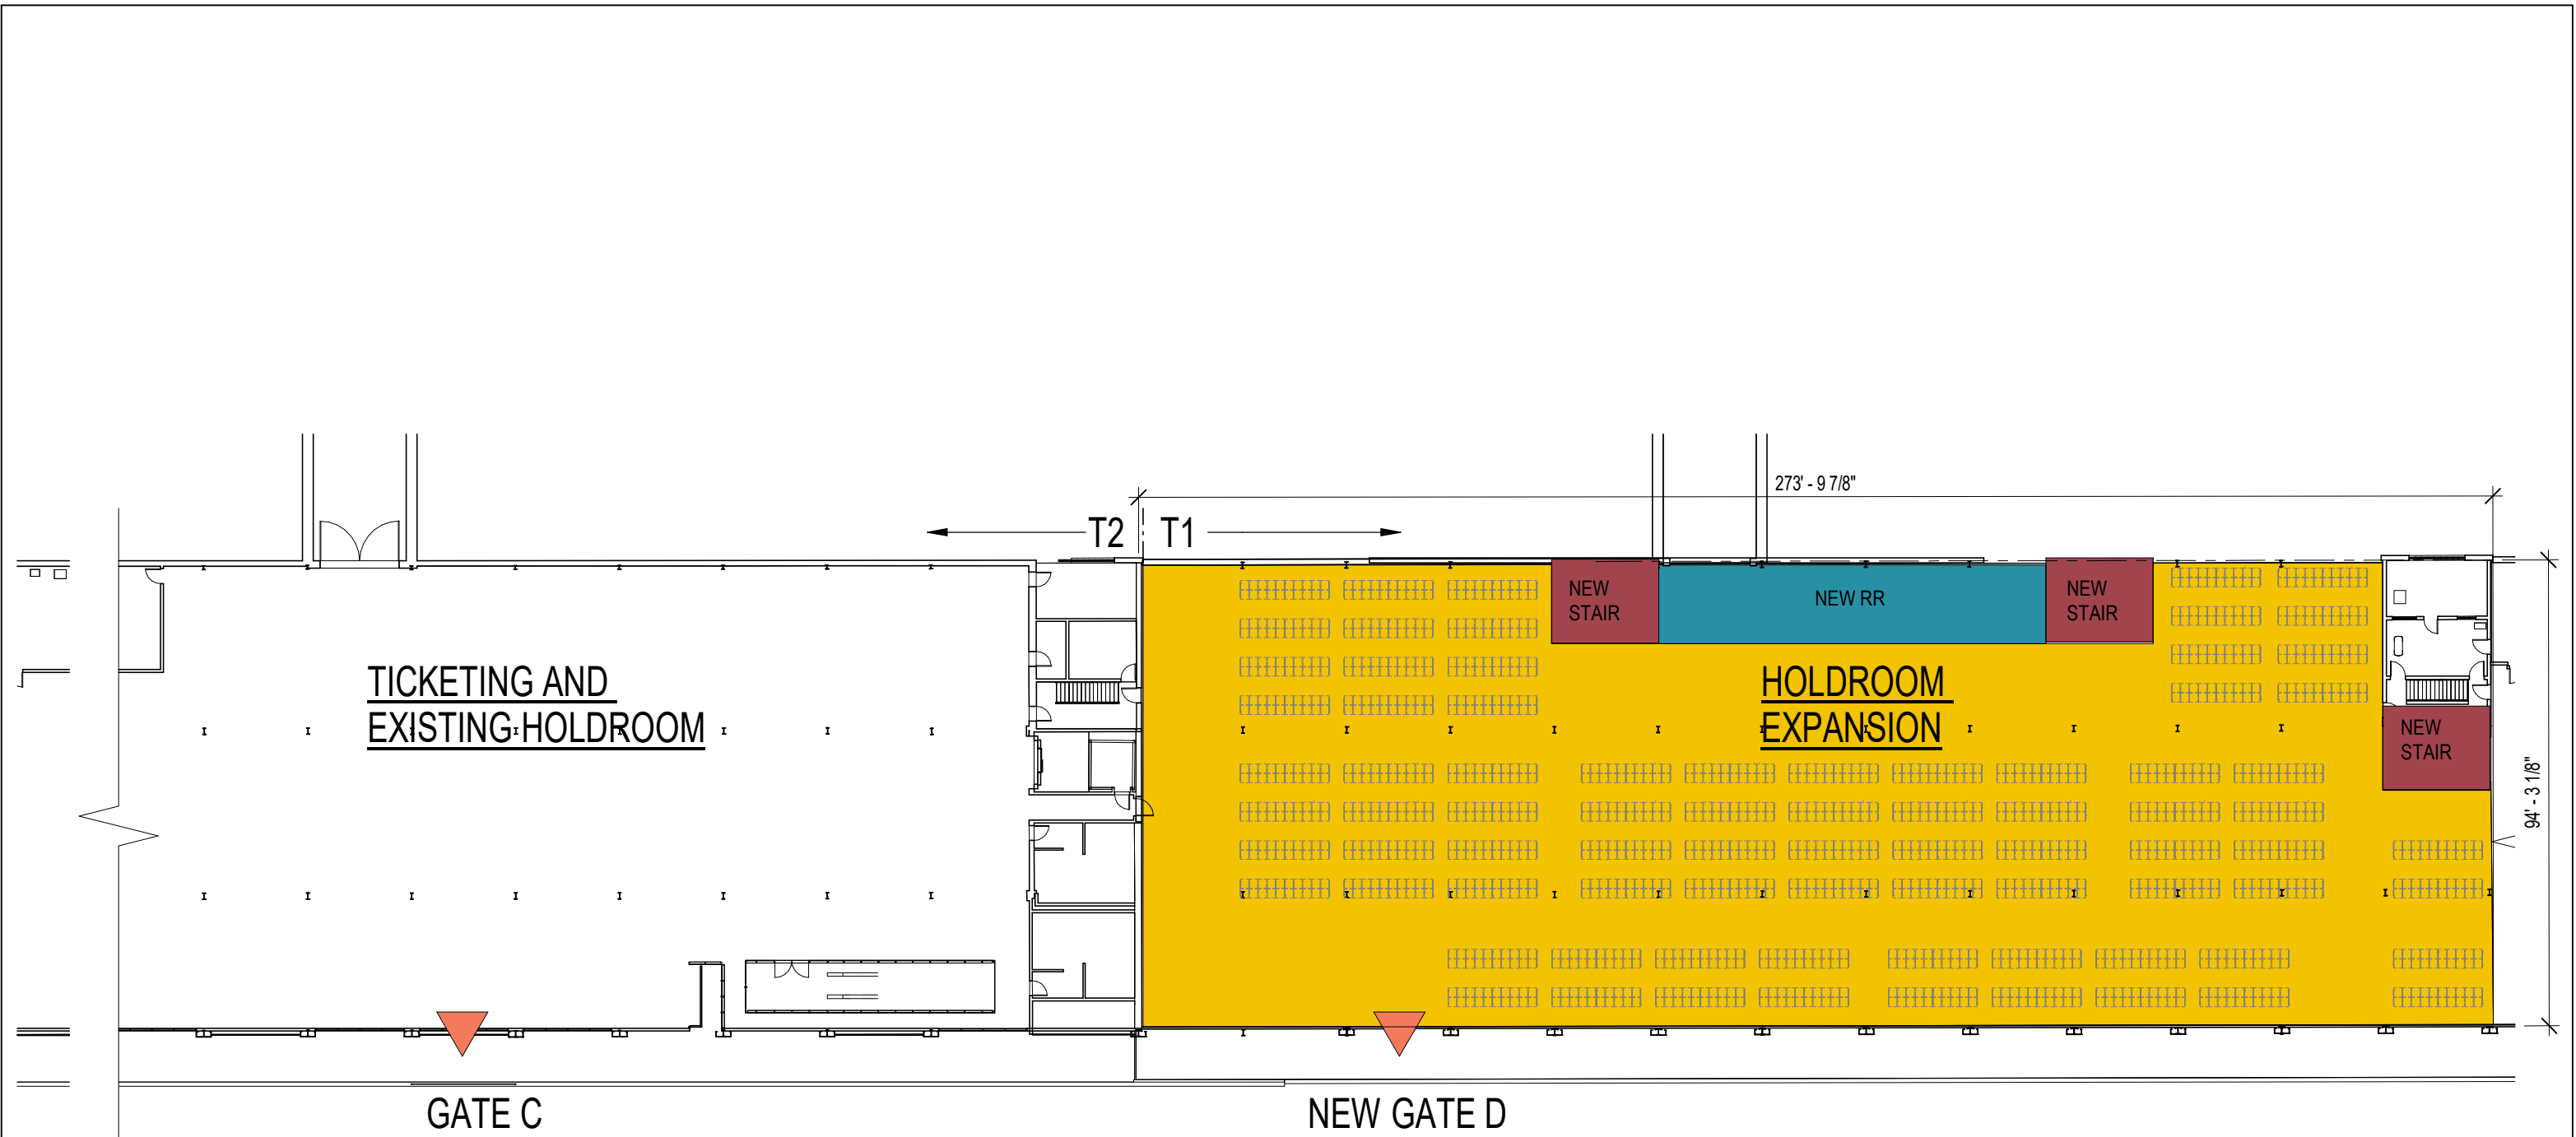 273' - 9 7/8"
T2 T1
NEW
STAIR
NEW RR
NEW
STAIR
TICKETING AND
EXISTING HOLDROOM
HOLDROOM
EXPANSION
NEW
STAIR
94' - 3 1/8"
GATE C
NEW GATE D